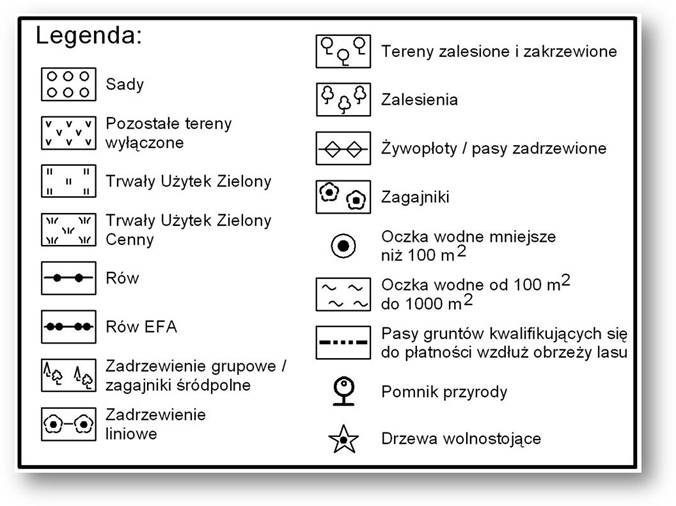 Legenda:
Sady
Pozostałe tereny
wyłączone
Trwały Użytek Zielony
Trwały Użytek Zielony
Cenny
Rów
Rów EFA
Zadrzewienie grupowe /
zagajniki śródpolne
Zadrzewienie
liniowe
Tereny zalesione i zakrzewione
Zalesienia
Żywopłoty / pasy zadrzewione
Zagajniki
Oczka wodne mniejsze
niż 100 m2
Oczka wodne od 100 m2
do 1000 m2
Pasy gruntów kwalifikujących się
do płatności wzdłuż obrzeży lasu
Pomnik przyrody
Drzewa wolnostojące